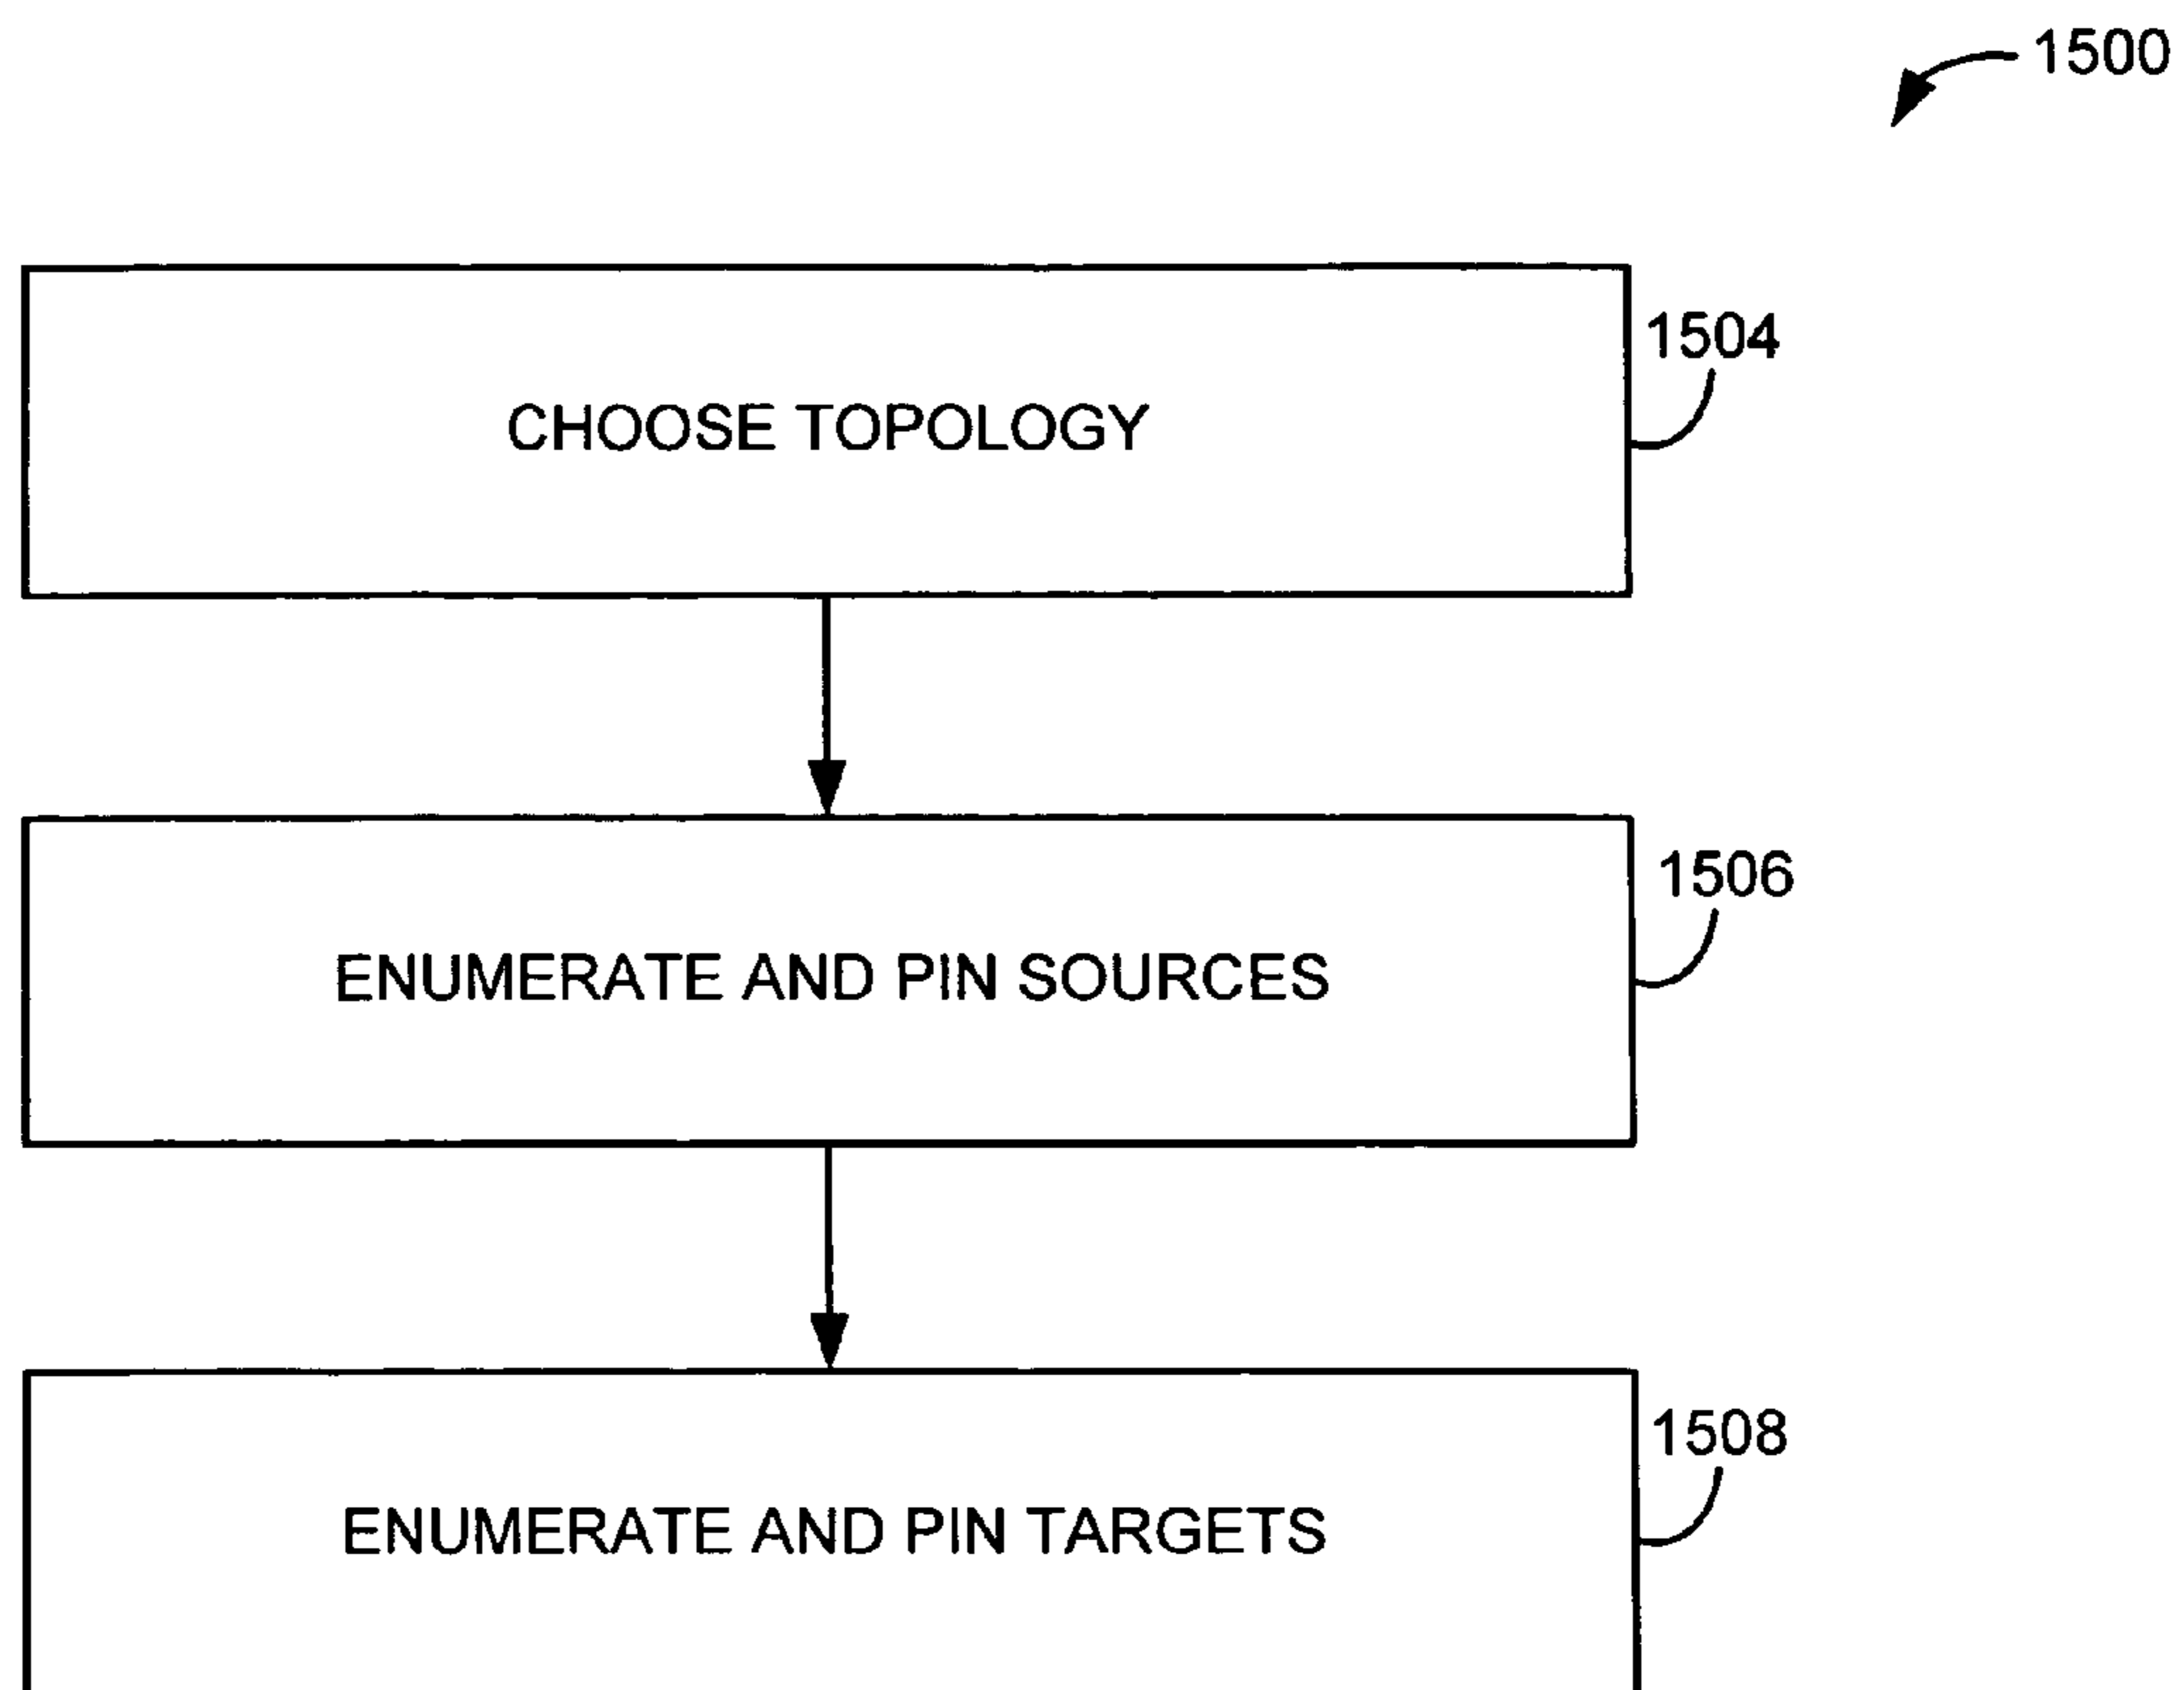 1500
1504
CHOOSE TOPOLOGY
1506
ENUMERATE AND PIN SOURCES
1508
ENUMERATE AND PIN TARGETS